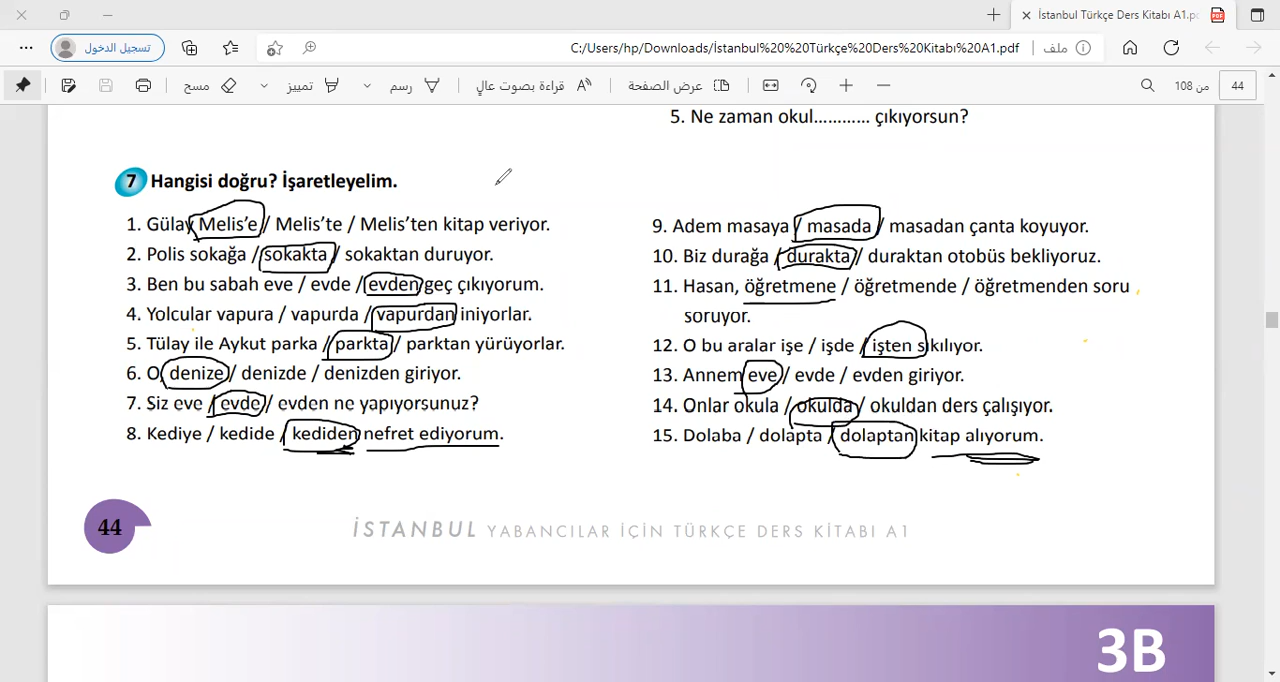 İstanbul Türkçe Ders Kitabı A1.pdf
تسجيل الدخول
C:/Users/hp/Downloads/İstanbul%20%20Türkçe%20Ders%20Kitabı%20A1.pdf
ملف
مسح
تمييز
رسم
قراءة بصوت عالٍ
عرض الصفحة
من 108
44
5. Ne zaman okul............ çıkıyorsun?
7 Hangisi doğru? İşaretleyelim.
1. Gülay Melis'e / Melis'te / Melis'ten kitap veriyor.
2. Polis sokağa / sokakta / sokaktan duruyor.
3. Ben bu sabah eve / evde / evden geç çıkıyorum.
4. Yolcular vapura / vapurda / vapurdan iniyorlar.
5. Tülay ile Aykut parka / parkta / parktan yürüyorlar.
6. O, denize / denizde / denizden giriyor.
7. Siz eve / evde / evden ne yapıyorsunuz?
8. Kediye / kedide / kediden nefret ediyorum.
9. Adem masaya / masada / masadan çanta koyuyor.
10. Biz durağa / durakta / duraktan otobüs bekliyoruz.
11. Hasan, öğretmene / öğretmende / öğretmenden soru
soruyor.
12. O bu aralar işe / işde / işten sıkılıyor.
13. Annem eve / evde / evden giriyor.
14. Onlar okula / okulda / okuldan ders çalışıyor.
15. Dolaba / dolapta / dolaptan kitap alıyorum.
44
İSTANBUL YABANCILAR İÇİN TÜRKÇE DERS KİTABI A1
3B